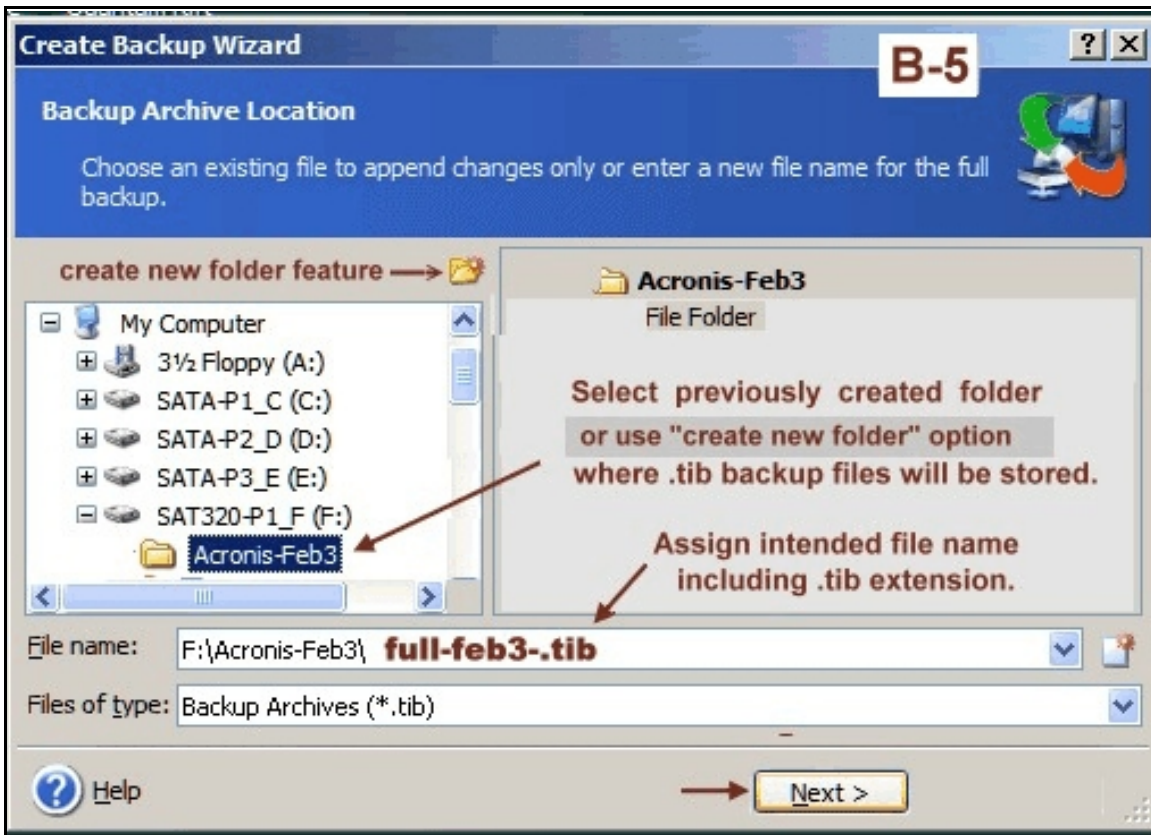 Create Backup Wizard
B-5
Backup Archive Location
Choose an existing file to append changes only or enter a new file name for the full
backup.
create new folder feature
Acronis-Feb3
File Folder
My Computer
3½ Floppy (A:)
SATA-P1_C (C:)
SATA-P2_D (D:)
SATA-P3_E (E:)
SAT320-P1_F (F:)
Acronis-Feb3
Select previously created folder
or use "create new folder" option
where .tib backup files will be stored.
Assign intended file name
including .tib extension.
File name: F:\Acronis-Feb3\ full-feb3-.tib
Files of type: Backup Archives (*.tib)
Help
Next >